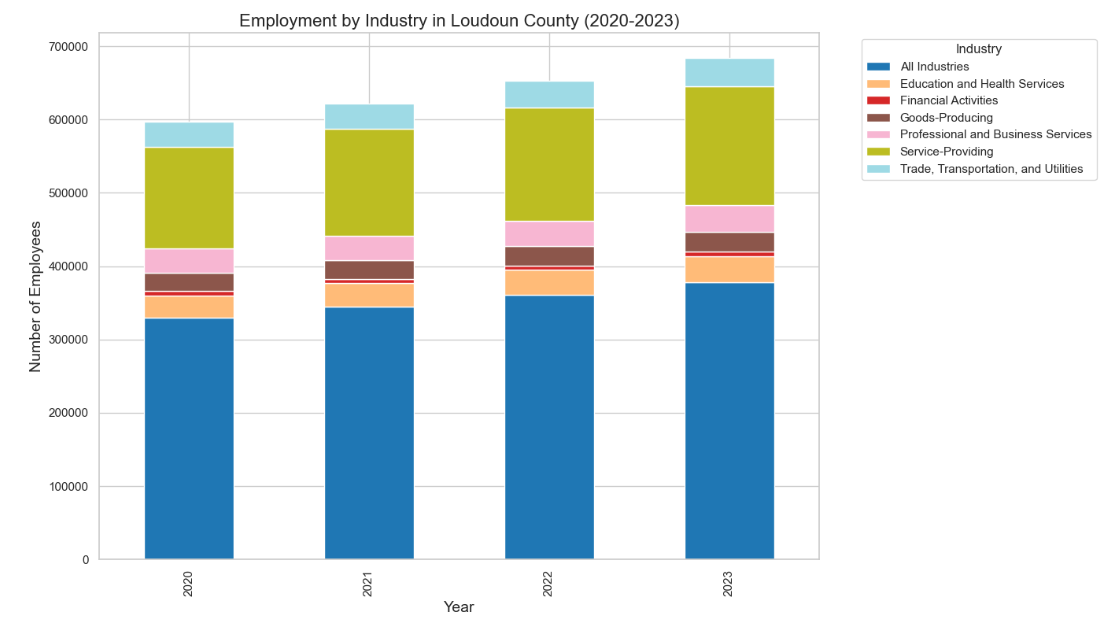 Employment by Industry in Loudoun County (2020-2023)
700000
600000
500000
400000
300000
200000
100000
0
Number of Employees
2020
2021
2022
2023
Year
Industry
All Industries
Education and Health Services
Financial Activities
Goods-Producing
Professional and Business Services
Service-Providing
Trade, Transportation, and Utilities